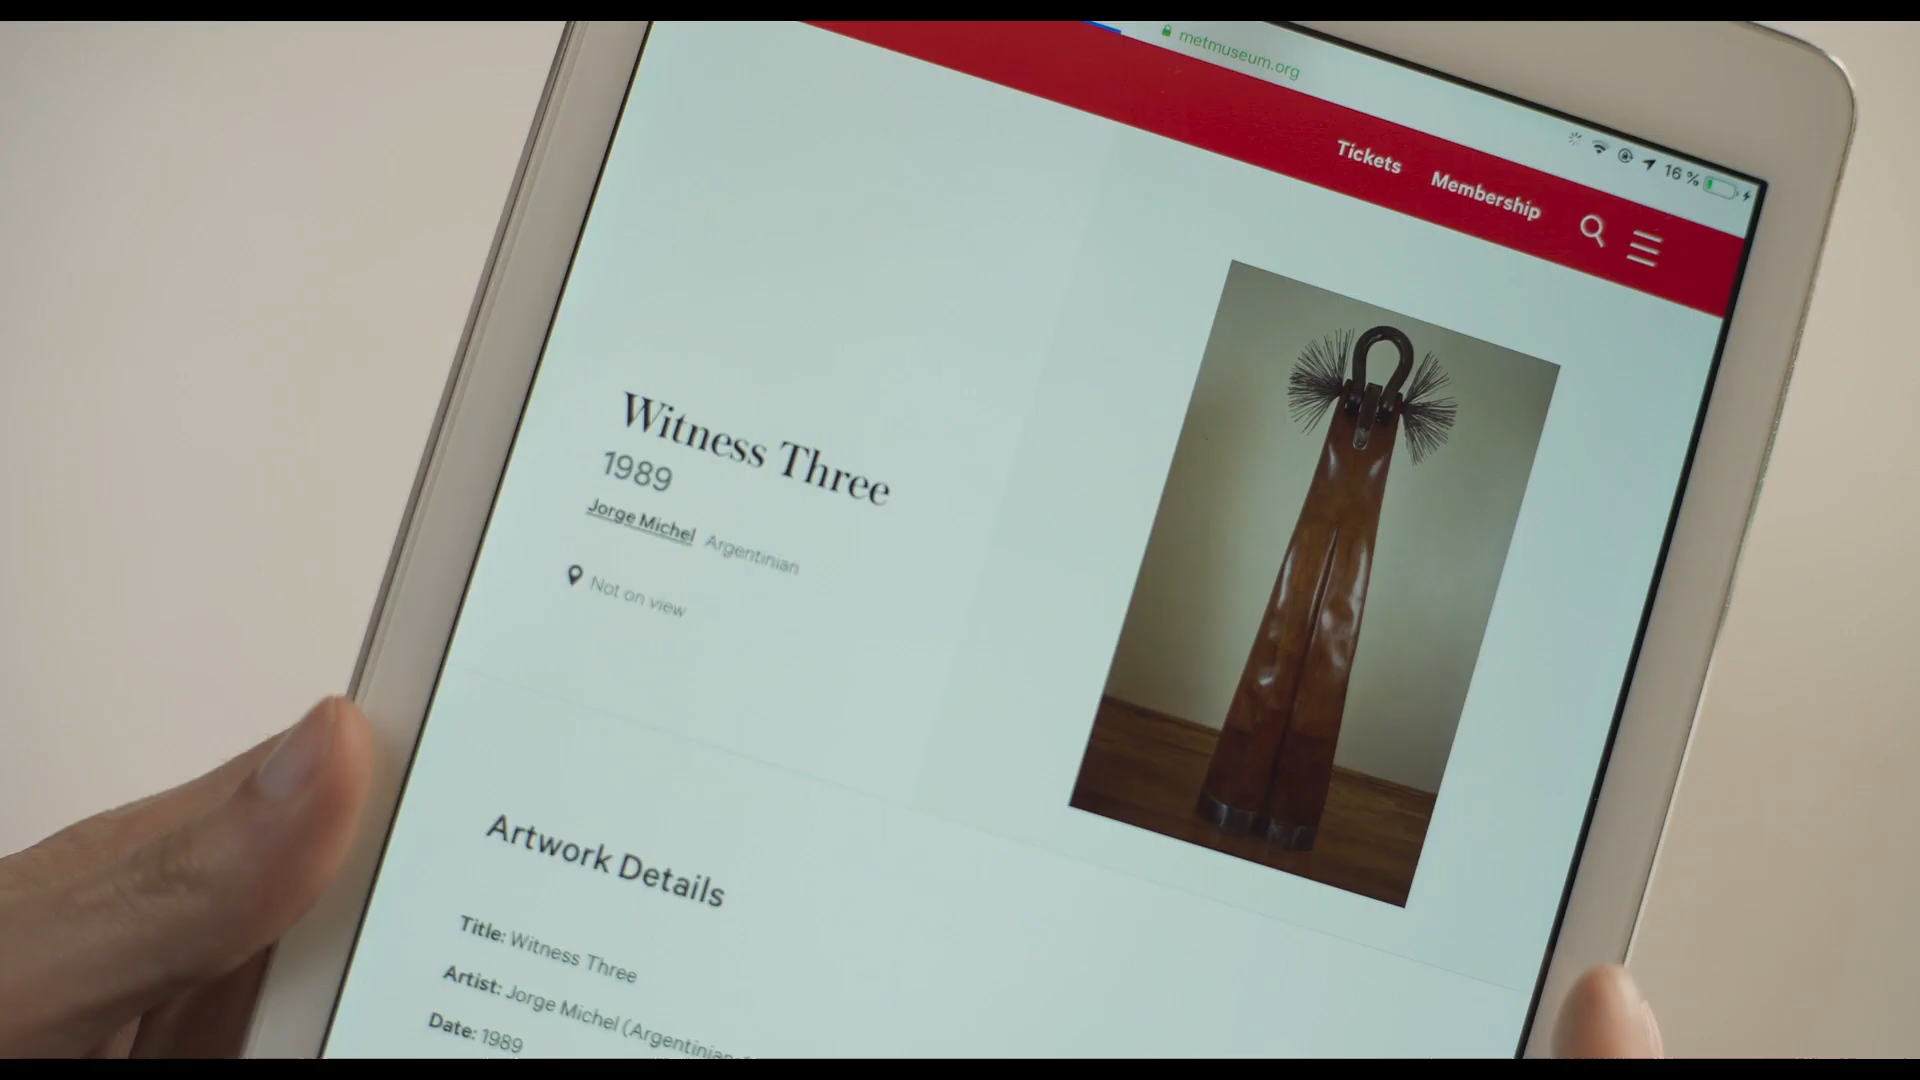 metmuseum.org
16 %
Tickets Membership
Witness Three
1989
Jorge Michel Argentinian
Not on view
Artwork Details
Title: Witness Three
Artist: Jorge Michel (Argentinian
Date: 1989